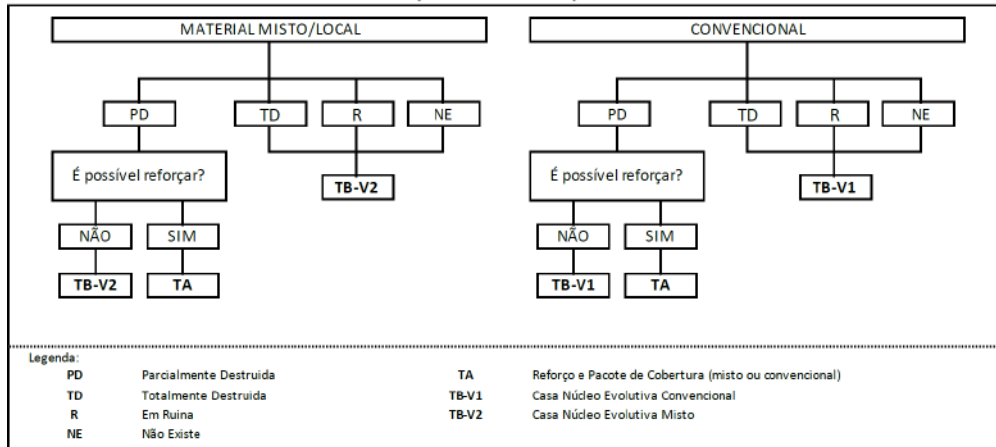 MATERIAL MISTO/LOCAL
PD
TD
R
NE
É possível reforçar?
TB-V2
NÃO
SIM
TB-V2
TA
CONVENCIONAL
PD
TD
R
NE
É possível reforçar?
TB-V1
NÃO
SIM
TB-V1
TA
Legenda:
PD Parcialmente Destruida
TD Totalmente Destruida
R Em Ruina
NE Não Existe
TA Reforço e Pacote de Cobertura (misto ou convencional)
TB-V1 Casa Núcleo Evolutiva Convencional
TB-V2 Casa Núcleo Evolutiva Misto